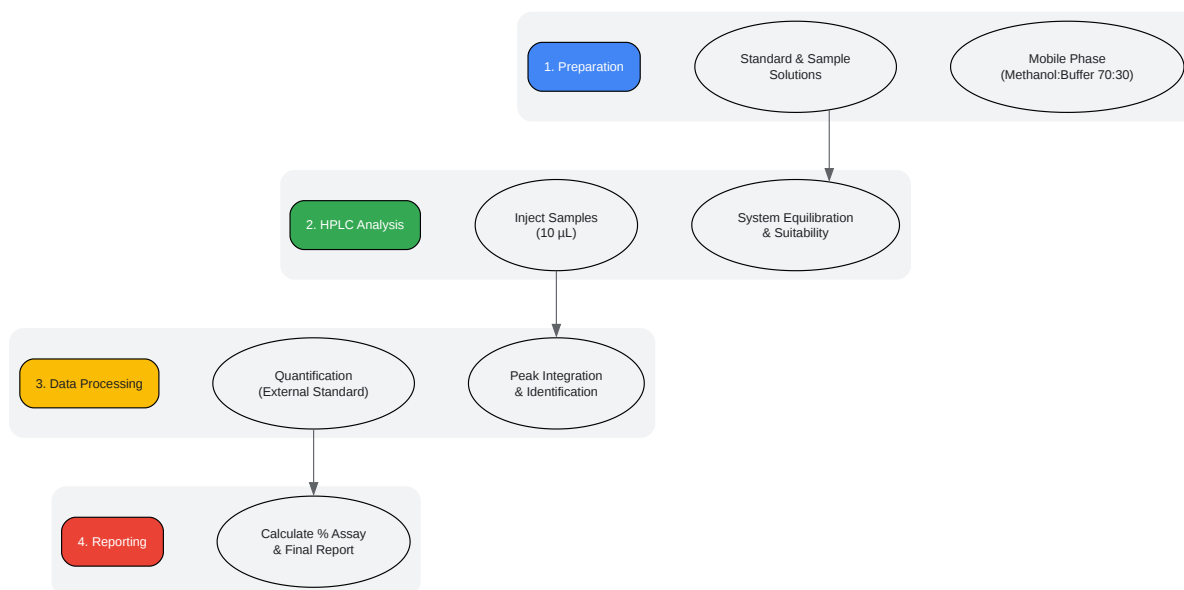 1. Preparation
Standard & Sample
Solutions
Mobile Phase
(Methanol:Buffer 70:30)
2. HPLC Analysis
Inject Samples
(10 µL)
System Equilibration
& Suitability
3. Data Processing
Quantification
(External Standard)
Peak Integration
& Identification
4. Reporting
Calculate % Assay
& Final Report